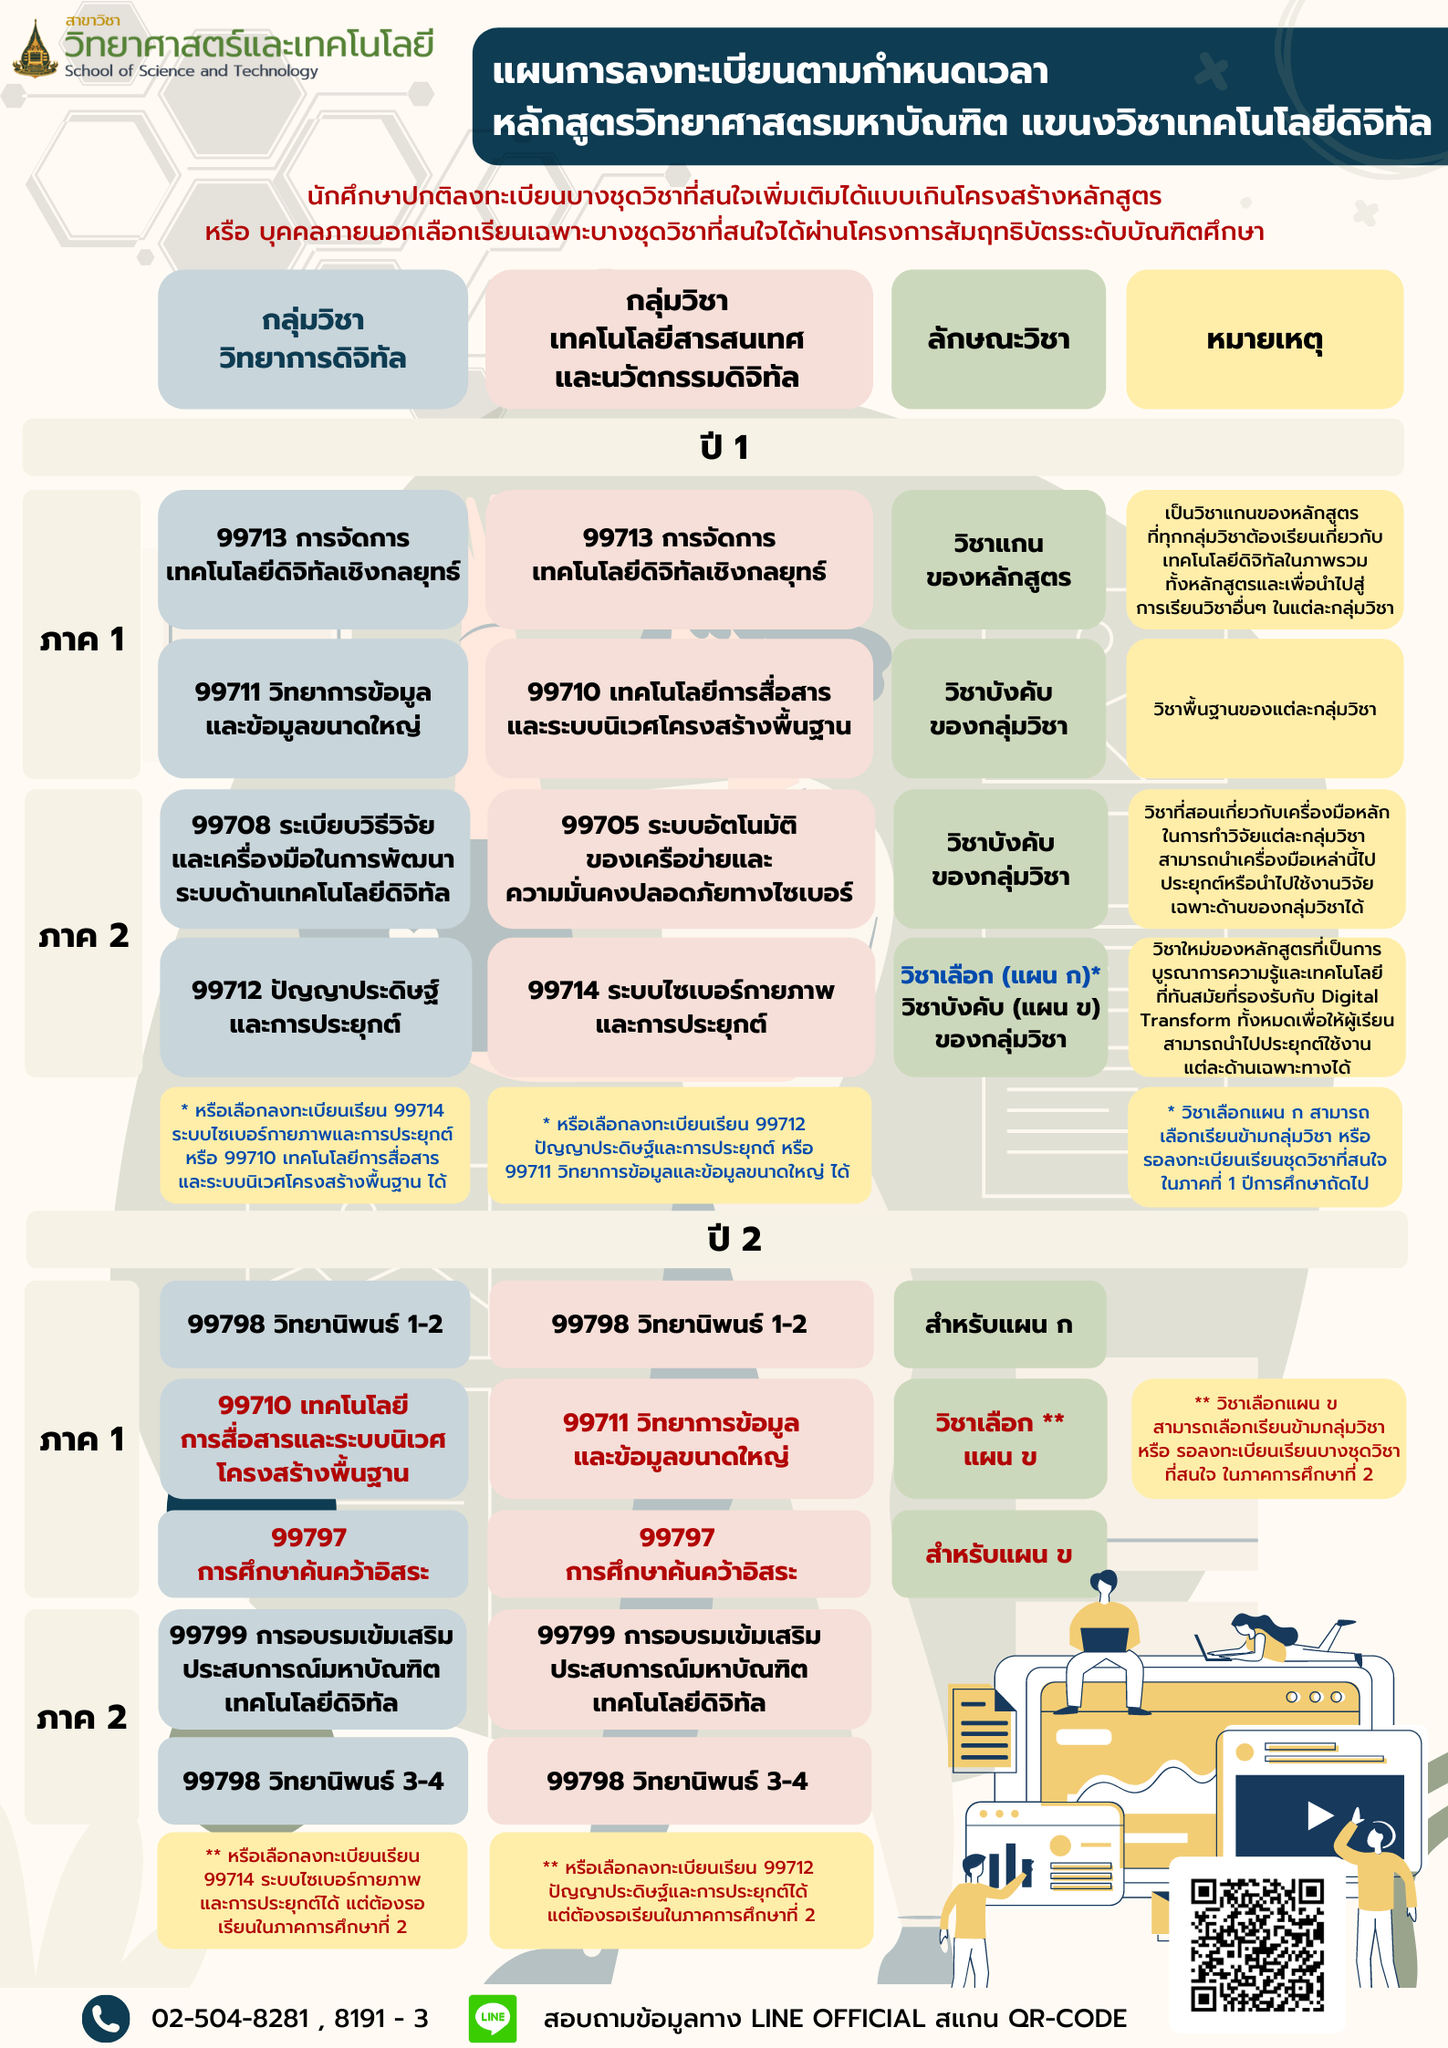 สาขาวิชา
วิทยาศาสตร์และเทคโนโลยี
School of Science and Technology
แผนการลงทะเบียนตามกำหนดเวลา
หลักสูตรวิทยาศาสตรมหาบัณฑิต แขนงวิชาเทคโนโลยีดิจิทัล
นักศึกษาปกติลงทะเบียนบางชุดวิชาที่สนใจเพิ่มเติมได้แบบเกินโครงสร้างหลักสูตร
หรือ บุคคลภายนอกเลือกเรียนเฉพาะบางชุดวิชาที่สนใจได้ผ่านโครงการสัมฤทธิบัตรระดับบัณฑิตศึกษา
กลุ่มวิชา
วิทยาการดิจิทัล
กลุ่มวิชา
เทคโนโลยีสารสนเทศ
และนวัตกรรมดิจิทัล
ลักษณะวิชา
หมายเหตุ
ปี 1
ภาค 1
99713 การจัดการ
เทคโนโลยีดิจิทัลเชิงกลยุทธ์
99713 การจัดการ
เทคโนโลยีดิจิทัลเชิงกลยุทธ์
วิชาแกน
ของหลักสูตร
เป็นวิชาแกนของหลักสูตร
ที่ทุกกลุ่มวิชาต้องเรียนเกี่ยวกับ
เทคโนโลยีดิจิทัลในภาพรวม
ทั้งหลักสูตรและเพื่อนำไปสู่
การเรียนวิชาอื่นๆ ในแต่ละกลุ่มวิชา
99711 วิทยาการข้อมูล
และข้อมูลขนาดใหญ่
99710 เทคโนโลยีการสื่อสาร
และระบบนิเวศโครงสร้างพื้นฐาน
วิชาบังคับ
ของกลุ่มวิชา
วิชาพื้นฐานของแต่ละกลุ่มวิชา
ภาค 2
99708 ระเบียบวิธีวิจัย
และเครื่องมือในการพัฒนา
ระบบด้านเทคโนโลยีดิจิทัล
99705 ระบบอัตโนมัติ
ของเครือข่ายและ
ความมั่นคงปลอดภัยทางไซเบอร์
วิชาบังคับ
ของกลุ่มวิชา
วิชาที่สอนเกี่ยวกับเครื่องมือหลัก
ในการทำวิจัยแต่ละกลุ่มวิชา
สามารถนำเครื่องมือเหล่านี้ไป
ประยุกต์หรือนำไปใช้งานวิจัย
เฉพาะด้านของกลุ่มวิชาได้
99712 ปัญญาประดิษฐ์
และการประยุกต์
99714 ระบบไซเบอร์กายภาพ
และการประยุกต์
วิชาเลือก (แผน ก)*
วิชาบังคับ (แผน ข)
ของกลุ่มวิชา
วิชาใหม่ของหลักสูตรที่เป็นการ
บูรณาการความรู้และเทคโนโลยี
ที่ทันสมัยที่รองรับกับ Digital
Transform ทั้งหมดเพื่อให้ผู้เรียน
สามารถนำไปประยุกต์ใช้งาน
แต่ละด้านเฉพาะทางได้
* หรือเลือกลงทะเบียนเรียน 99714
ระบบไซเบอร์กายภาพและการประยุกต์
หรือ 99710 เทคโนโลยีการสื่อสาร
และระบบนิเวศโครงสร้างพื้นฐาน ได้
* หรือเลือกลงทะเบียนเรียน 99712
ปัญญาประดิษฐ์และการประยุกต์ หรือ
99711 วิทยาการข้อมูลและข้อมูลขนาดใหญ่ ได้
* วิชาเลือกแผน ก สามารถ
เลือกเรียนข้ามกลุ่มวิชา หรือ
รอลงทะเบียนเรียนชุดวิชาที่สนใจ
ในภาคที่ 1 ปีการศึกษาถัดไป
ปี 2
ภาค 1
99798 วิทยานิพนธ์ 1-2
99798 วิทยานิพนธ์ 1-2
สำหรับแผน ก
99710 เทคโนโลยี
การสื่อสารและระบบนิเวศ
โครงสร้างพื้นฐาน
99711 วิทยาการข้อมูล
และข้อมูลขนาดใหญ่
วิชาเลือก **
แผน ข
** วิชาเลือกแผน ข
สามารถเลือกเรียนข้ามกลุ่มวิชา
หรือ รอลงทะเบียนเรียนบางชุดวิชา
ที่สนใจ ในภาคการศึกษาที่ 2
99797
การศึกษาค้นคว้าอิสระ
99797
การศึกษาค้นคว้าอิสระ
สำหรับแผน ข
ภาค 2
99799 การอบรมเข้มเสริม
ประสบการณ์มหาบัณฑิต
เทคโนโลยีดิจิทัล
99799 การอบรมเข้มเสริม
ประสบการณ์มหาบัณฑิต
เทคโนโลยีดิจิทัล
99798 วิทยานิพนธ์ 3-4
99798 วิทยานิพนธ์ 3-4
** หรือเลือกลงทะเบียนเรียน
99714 ระบบไซเบอร์กายภาพ
และการประยุกต์ได้ แต่ต้องรอ
เรียนในภาคการศึกษาที่ 2
** หรือเลือกลงทะเบียนเรียน 99712
ปัญญาประดิษฐ์และการประยุกต์ได้
แต่ต้องรอเรียนในภาคการศึกษาที่ 2
02-504-8281 , 8191 - 3
LINE
สอบถามข้อมูลทาง LINE OFFICIAL สแกน QR-CODE